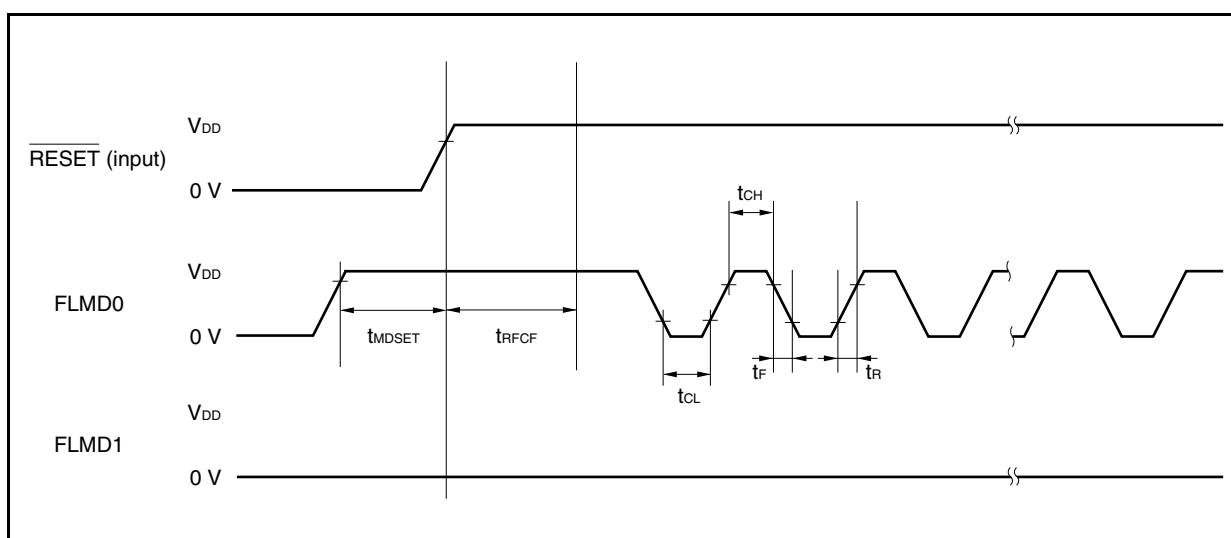 VDD
RESET (input)
0 V
tCH
VDD
FLMD0
tMDSET
tRFCF
0 V
tF
tR
tCL
VDD
FLMD1
0 V